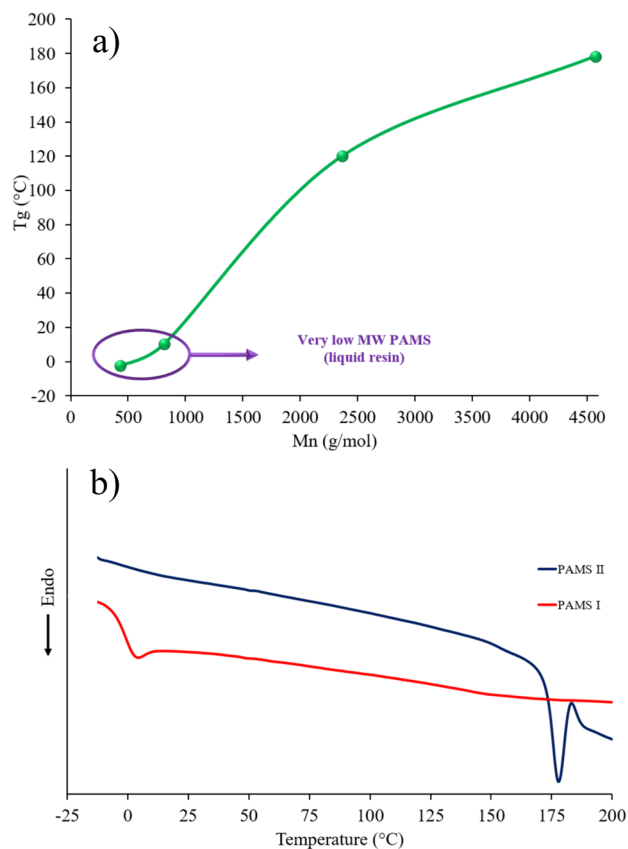 a)
200
180
160
140
120
100
80
60
40
20
0
-20
Tg (°C)
Very low MW PAMS
(liquid resin)
0 500 1000 1500 2000 2500 3000 3500 4000 4500
Mn (g/mol)
b)
Endo
PAMS II
PAMS I
-25 0 25 50 75 100 125 150 175 200
Temperature (°C)